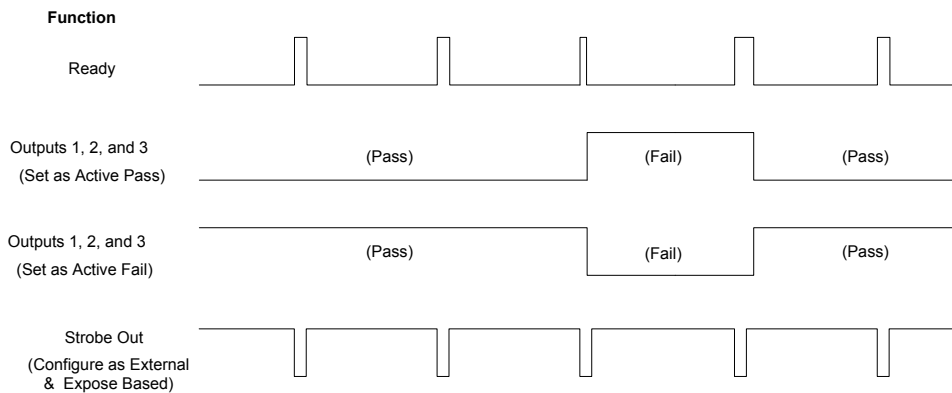 Function
Ready
Outputs 1, 2, and 3
(Set as Active Pass)
(Pass)
(Fail)
(Pass)
Outputs 1, 2, and 3
(Set as Active Fail)
(Pass)
(Fail)
(Pass)
Strobe Out
(Configure as External
& Expose Based)